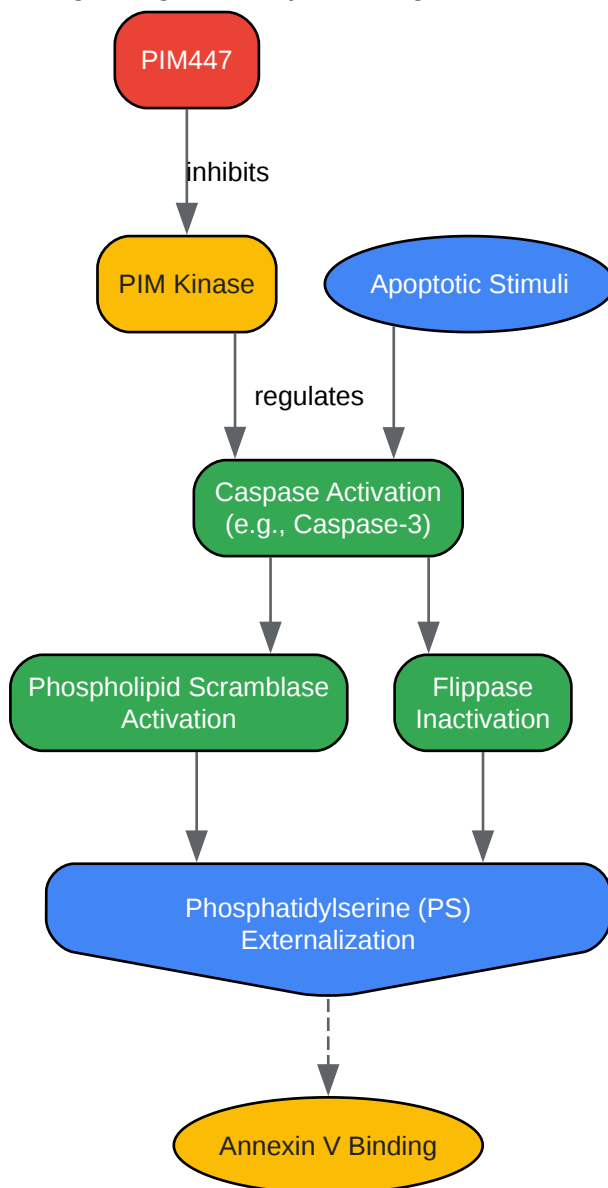 PIM447
inhibits
PIM Kinase
Apoptotic Stimuli
regulates
Caspase Activation
(e.g., Caspase-3)
Phospholipid Scramblase
Activation
Flippase
Inactivation
Phosphatidylserine (PS)
Externalization
Annexin V Binding